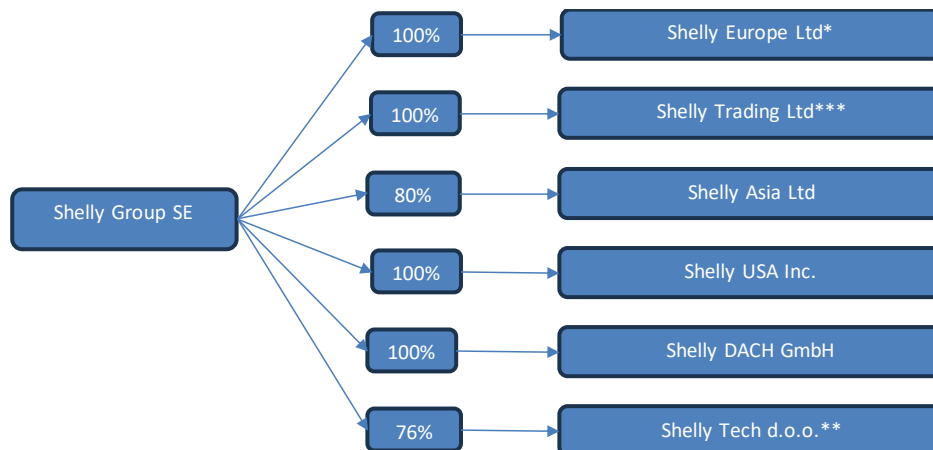 100%
Shelly Europe Ltd*
100%
Shelly Trading Ltd***
80%
Shelly Asia Ltd
Shelly Group SE
100%
Shelly USA Inc.
100%
Shelly DACH GmbH
76%
Shelly Tech d.o.o.**